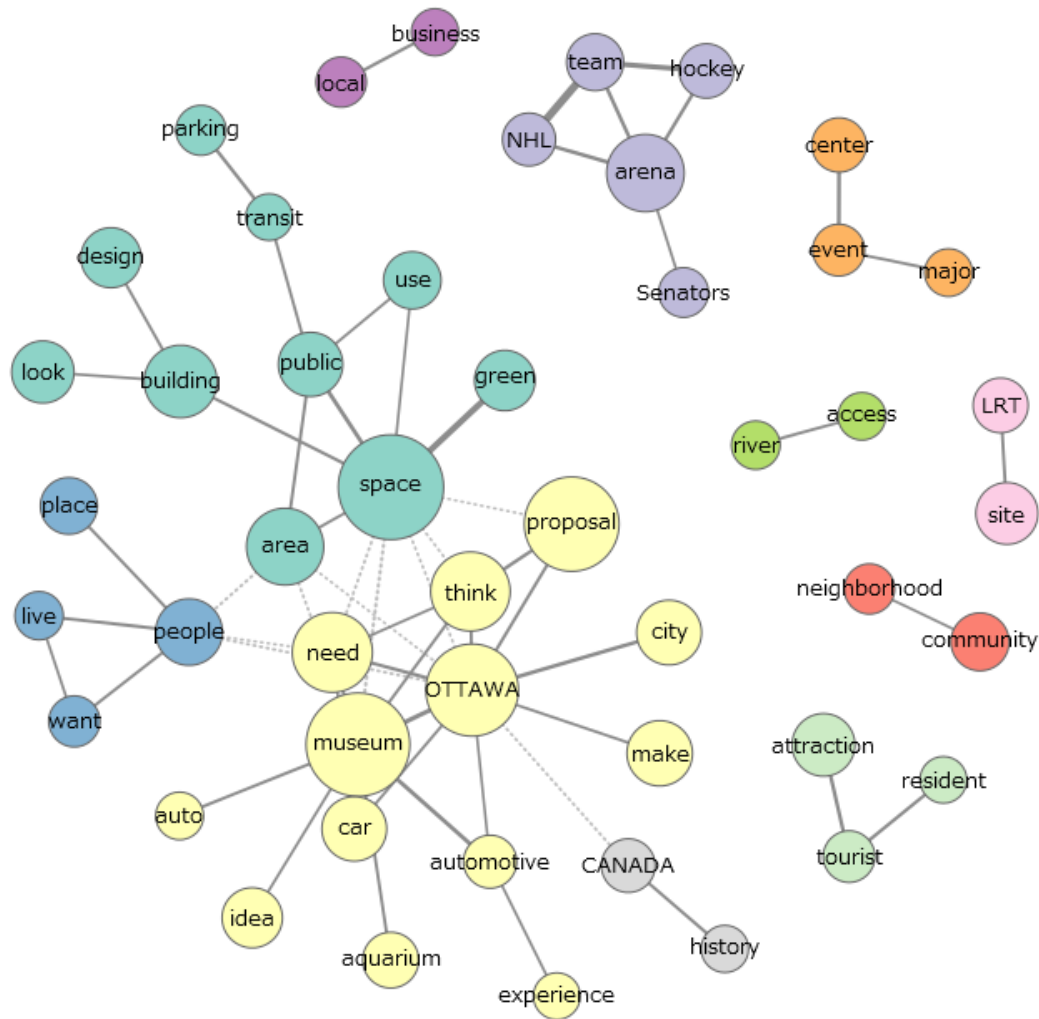 business
local
team
hockey
parking
NHL
center
arena
transit
design
event
major
use
Senators
public
look
building
green
LRT
access
river
space
place
site
proposal
area
think
neighborhood
live
people
city
community
need
OTTAWA
want
museum
attraction
make
resident
auto
car
tourist
automotive
CANADA
idea
history
aquarium
experience